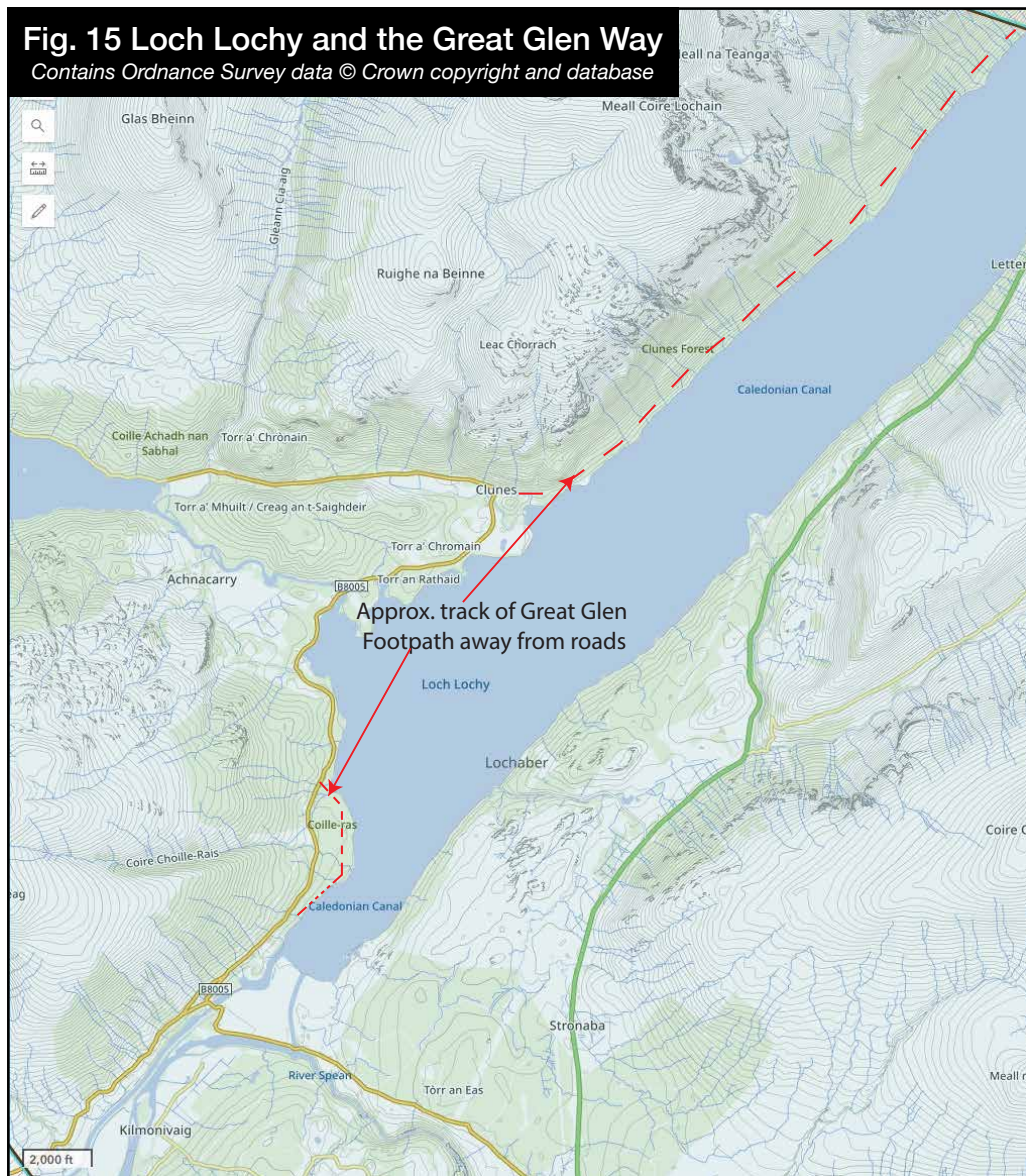 Fig. 15 Loch Lochy and the Great Glen Way
Contains Ordnance Survey data © Crown copyright and database
Meall Coire Lochain
Glas Bheinn
Gleann Cia-aig
Ruighe na Beinne
Letter
Leac Chorrach
Clunes Forest
Caledonian Canal
Coille Achadh nan
Sabhal
Torr a' Chrònain
Clunes
Torr a' Mhuilt / Creag an t-Saighdeir
Torr a' Chromain
Achnacarry
B8005
Torr an Rathaid
Approx. track of Great Glen
Footpath away from roads
Loch Lochy
Lochaber
Coille-ras
Coire Choille-Rais
Coire
eag
Caledonian Canal
B8005
Stronaba
River Spean
Tòrr an Eas
Meall
Kilmonivaig
2,000 ft